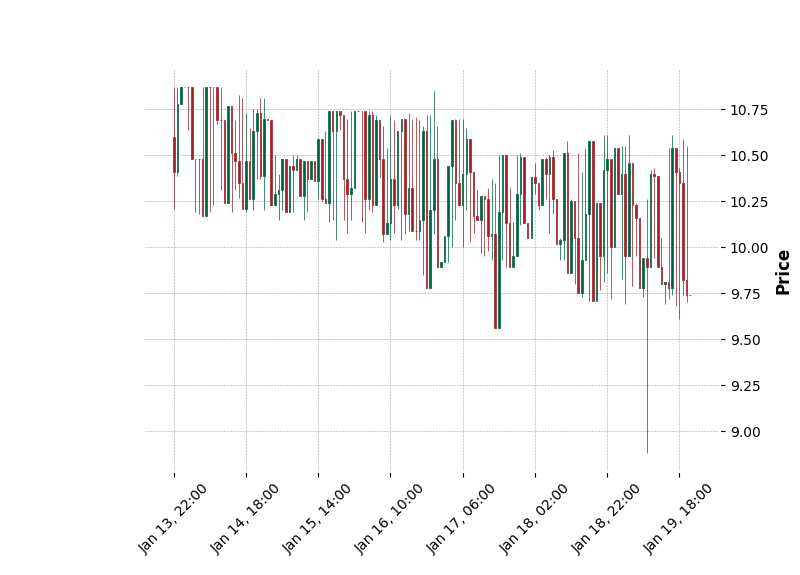 10.75
10.50
10.25
10.00
9.75
9.50
9.25
9.00
Price
Jan 13, 22:00
Jan 14, 18:00
Jan 15, 14:00
Jan 16, 10:00
Jan 17, 06:00
Jan 18, 02:00
Jan 18, 22:00
Jan 19, 18:00